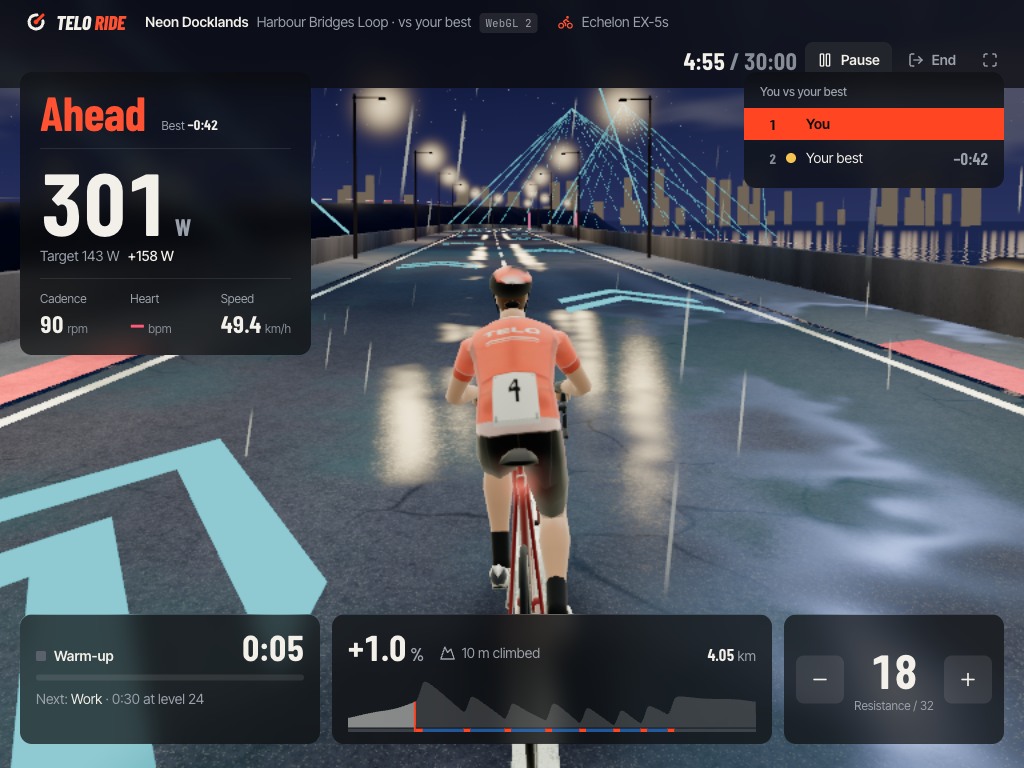 TELO RIDE Neon Docklands Harbour Bridges Loop · vs your best WebGL 2 Echelon EX-5s
4:55 / 30:00 Pause End
Ahead Best −0:42
301 W
Target 143 W +158 W
Cadence Heart Speed
90 rpm — bpm 49.4 km/h
You vs your best
1 You
2 Your best −0:42
TELO
4
Warm-up 0:05
Next: Work · 0:30 at level 24
+1.0 % 10 m climbed 4.05 km
− 18 +
Resistance / 32